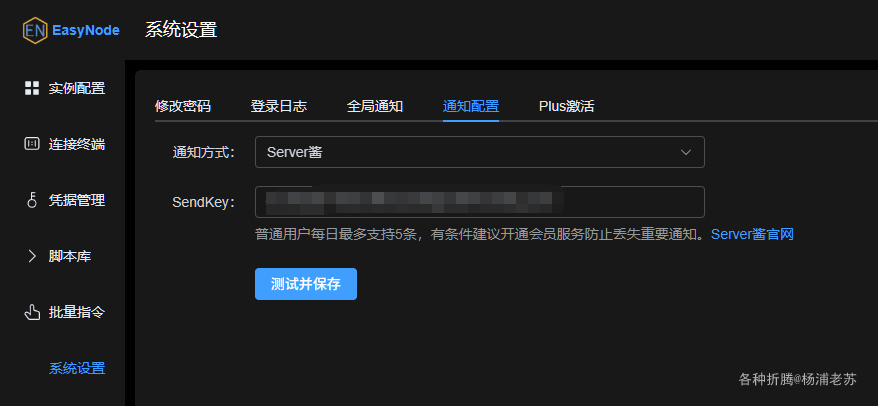 EN EasyNode 系统设置
实例配置
连接终端
凭据管理
脚本库
批量指令
系统设置
修改密码 登录日志 全局通知 通知配置 Plus激活
通知方式： Server酱
SendKey：
普通用户每日最多支持5条，有条件建议开通会员服务防止丢失重要通知。Server酱官网
测试并保存
各种折腾@杨浦老苏